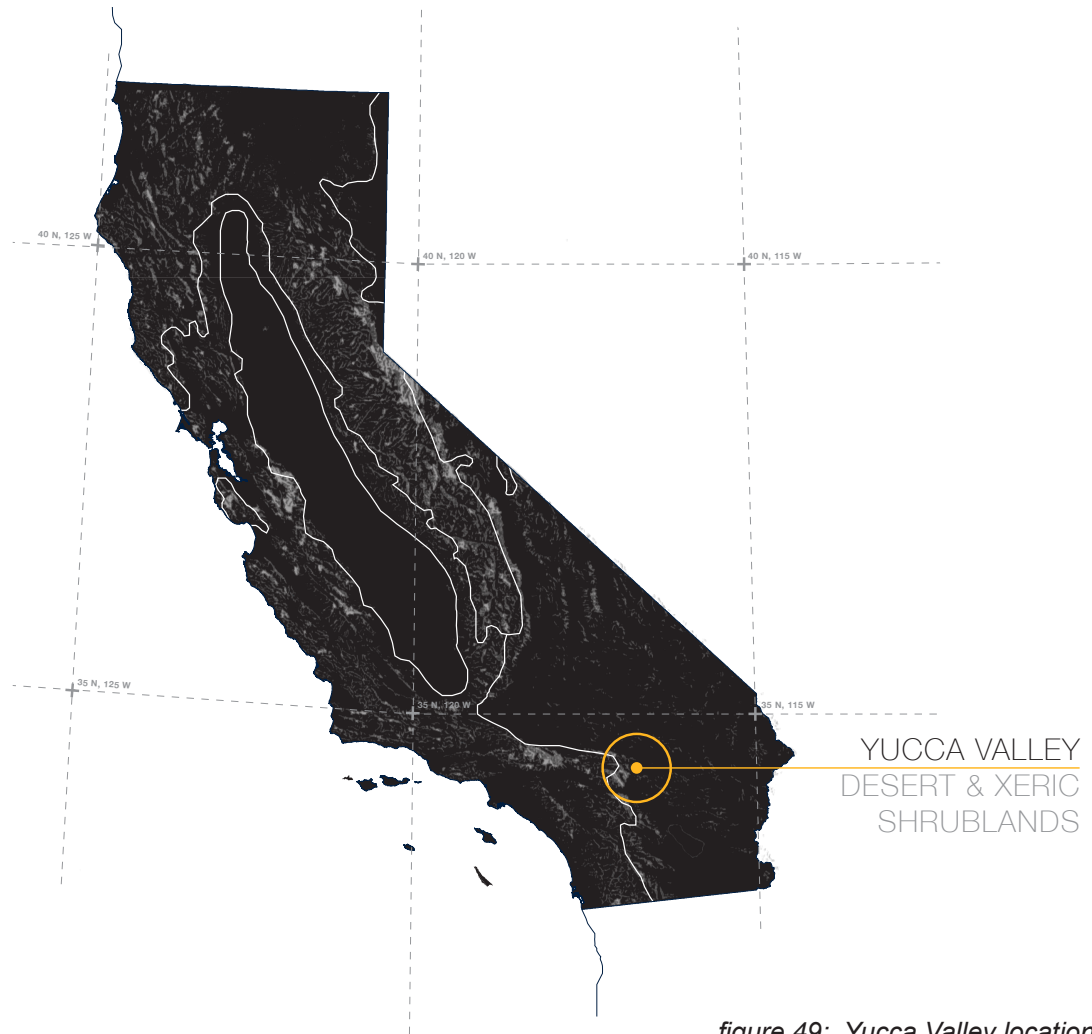 40 N, 125 W
40 N, 120 W
40 N, 115 W
35 N, 125 W
35 N, 120 W
35 N, 115 W
YUCCA VALLEY
DESERT & XERIC
SHRUBLANDS
figure 49: Yucca Valley location